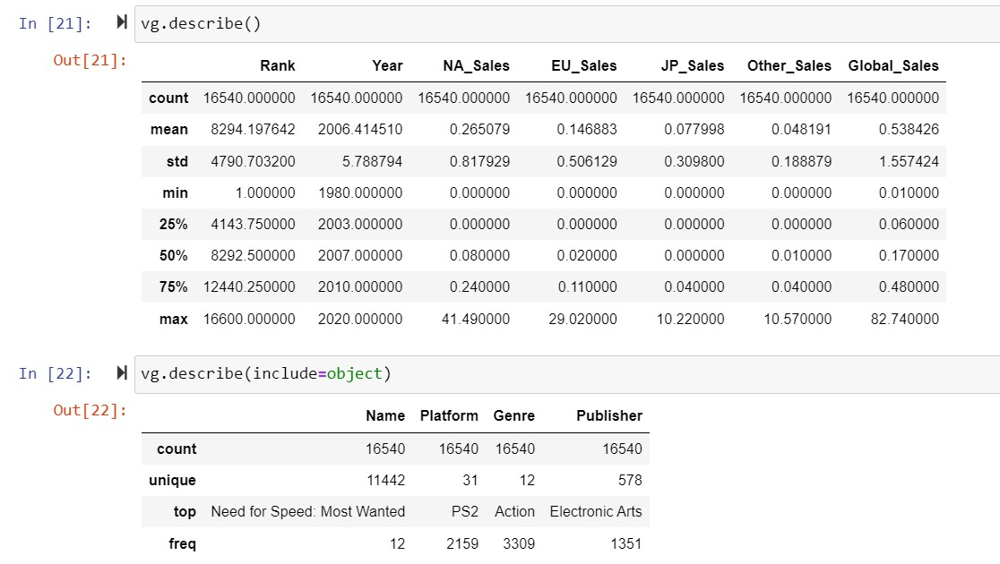 In [21]: vg.describe()
Out[21]:
Rank Year NA_Sales EU_Sales JP_Sales Other_Sales Global_Sales
count 16540.000000 16540.000000 16540.000000 16540.000000 16540.000000 16540.000000 16540.000000
mean 8294.197642 2006.414510 0.265079 0.146883 0.077998 0.048191 0.538426
std 4790.703200 5.788794 0.817929 0.506129 0.309800 0.188879 1.557424
min 1.000000 1980.000000 0.000000 0.000000 0.000000 0.000000 0.010000
25% 4143.750000 2003.000000 0.000000 0.000000 0.000000 0.000000 0.060000
50% 8292.500000 2007.000000 0.080000 0.020000 0.000000 0.010000 0.170000
75% 12440.250000 2010.000000 0.240000 0.110000 0.040000 0.040000 0.480000
max 16600.000000 2020.000000 41.490000 29.020000 10.220000 10.570000 82.740000
In [22]: vg.describe(include=object)
Out[22]:
Name Platform Genre Publisher
count 16540 16540 16540 16540
unique 11442 31 12 578
top Need for Speed: Most Wanted PS2 Action Electronic Arts
freq 12 2159 3309 1351